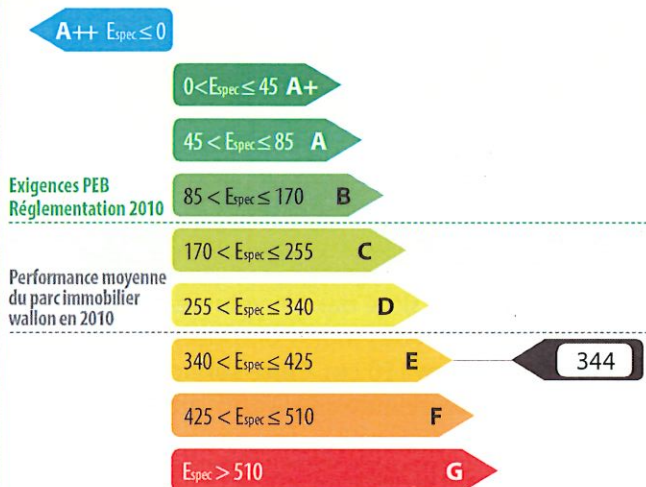 A++ Espec ≤ 0
0<Espec ≤ 45 A+
45 < Espec ≤ 85 A
Exigences PEB
Réglementation 2010
85 < Espec ≤ 170 B
170 < Espec ≤ 255 C
Performance moyenne
du parc immobilier
wallon en 2010
255 < Espec ≤ 340 D
340 < Espec ≤ 425 E
344
425 < Espec ≤ 510 F
Espec > 510 G